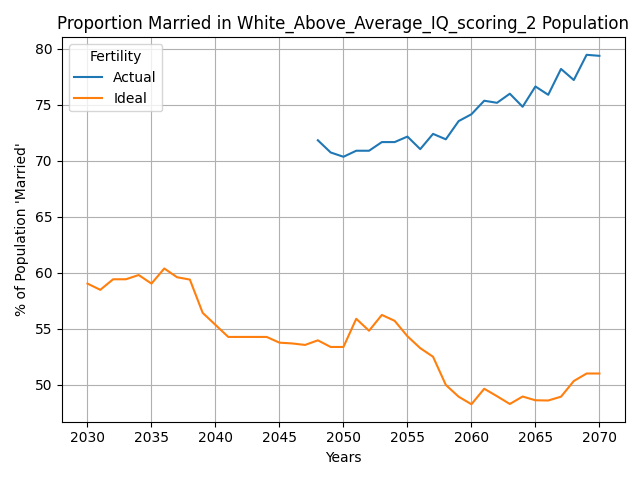 Proportion Married in White_Above_Average_IQ_scoring_2 Population
% of Population 'Married'
Fertility
Actual
Ideal
80
75
70
65
60
55
50
2030 2035 2040 2045 2050 2055 2060 2065 2070
Years